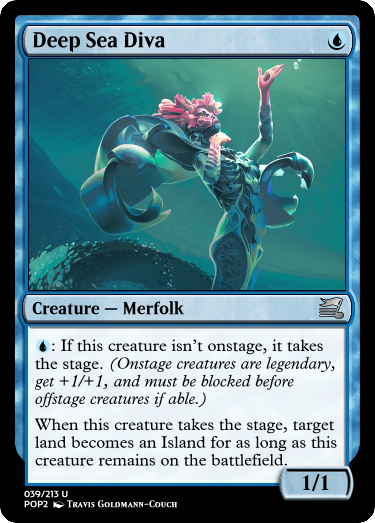 Deep Sea Diva
Creature — Merfolk
: If this creature isn't onstage, it takes
the stage. (Onstage creatures are legendary,
get +1/+1, and must be blocked before
offstage creatures if able.)
When this creature takes the stage, target
land becomes an Island for as long as this
creature remains on the battlefield.
1/1
039/213 U
POP2 Travis Goldmann-Couch